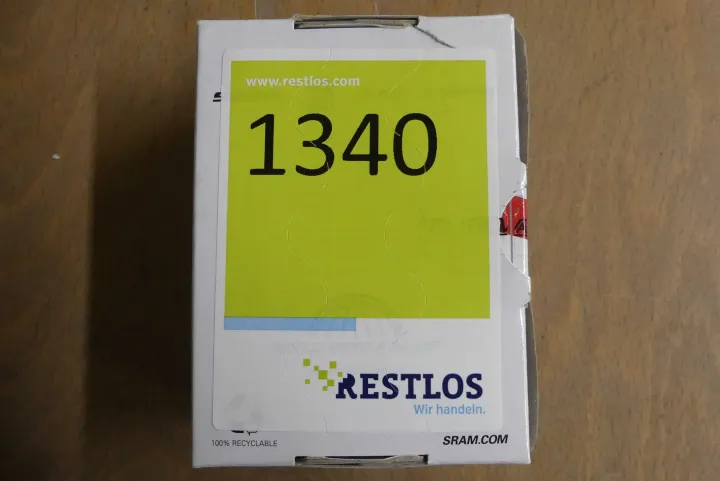 www.restlos.com
1340
RESTLOS
Wir handeln.
100% RECYCLABLE
SRAM.COM